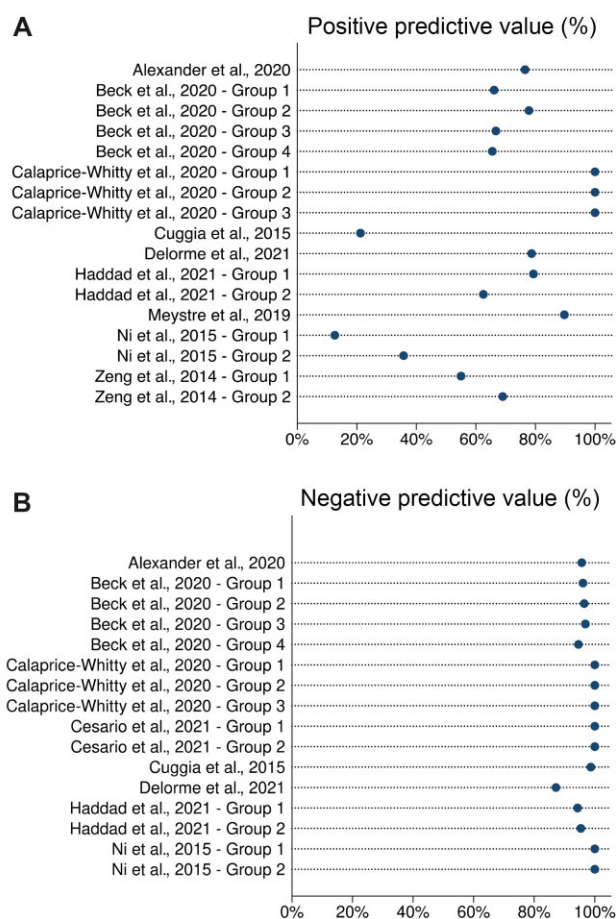 A
Positive predictive value (%)
Alexander et al., 2020
Beck et al., 2020 - Group 1
Beck et al., 2020 - Group 2
Beck et al., 2020 - Group 3
Beck et al., 2020 - Group 4
Calaprice-Whitty et al., 2020 - Group 1
Calaprice-Whitty et al., 2020 - Group 2
Calaprice-Whitty et al., 2020 - Group 3
Cuggia et al., 2015
Delorme et al., 2021
Haddad et al., 2021 - Group 1
Haddad et al., 2021 - Group 2
Meystre et al., 2019
Ni et al., 2015 - Group 1
Ni et al., 2015 - Group 2
Zeng et al., 2014 - Group 1
Zeng et al., 2014 - Group 2
0% 20% 40% 60% 80% 100%
B
Negative predictive value (%)
Alexander et al., 2020
Beck et al., 2020 - Group 1
Beck et al., 2020 - Group 2
Beck et al., 2020 - Group 3
Beck et al., 2020 - Group 4
Calaprice-Whitty et al., 2020 - Group 1
Calaprice-Whitty et al., 2020 - Group 2
Calaprice-Whitty et al., 2020 - Group 3
Cesario et al., 2021 - Group 1
Cesario et al., 2021 - Group 2
Cuggia et al., 2015
Delorme et al., 2021
Haddad et al., 2021 - Group 1
Haddad et al., 2021 - Group 2
Ni et al., 2015 - Group 1
Ni et al., 2015 - Group 2
0% 20% 40% 60% 80% 100%